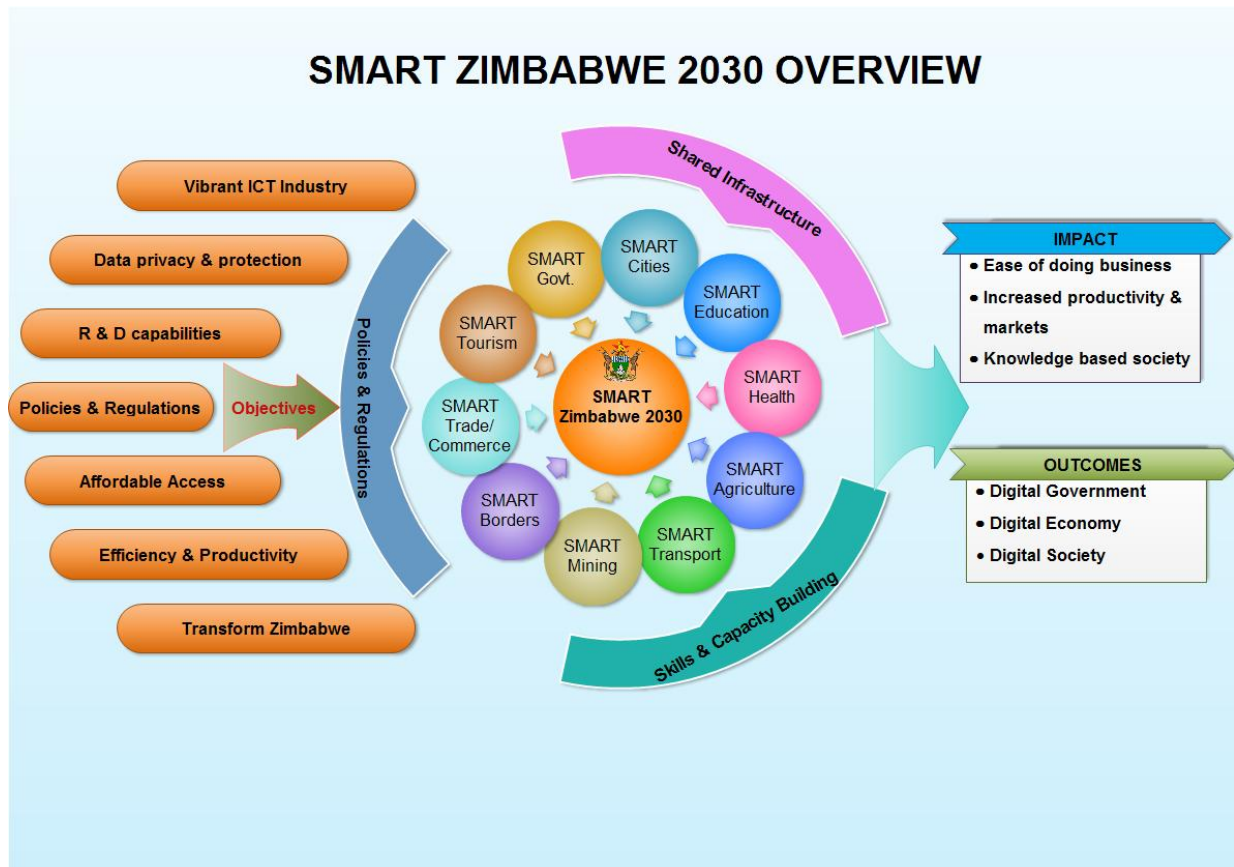 SMART ZIMBABWE 2030 OVERVIEW
Vibrant ICT Industry
Data privacy & protection
R & D capabilities
Policies & Regulations
Affordable Access
Efficiency & Productivity
Transform Zimbabwe
Objectives
Policies & Regulations
Shared Infrastructure
Skills & Capacity Building
SMART
Govt.
SMART
Cities
SMART
Education
SMART
Health
SMART
Agriculture
SMART
Transport
SMART
Mining
SMART
Borders
SMART
Trade/
Commerce
SMART
Tourism
SMART
Zimbabwe 2030
IMPACT
● Ease of doing business
● Increased productivity &
markets
● Knowledge based society
OUTCOMES
● Digital Government
● Digital Economy
● Digital Society